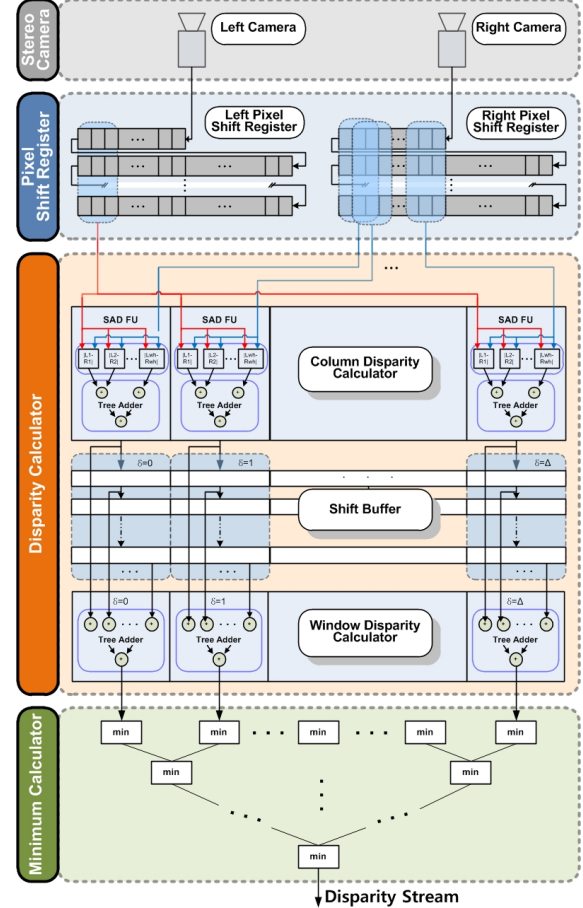 Stereo
Camera
Left Camera
Right Camera
Pixel
Shift Register
Left Pixel
Shift Register
Right Pixel
Shift Register
...
...
...
...
...
...
...
Disparity Calculator
SAD FU
SAD FU
SAD FU
|L1-
R1|
|L2-
R2|
...
|Lwh-
Rwh|
|L1-
R1|
|L2-
R2|
...
|Lwh-
Rwh|
|L1-
R1|
|L2-
R2|
...
|Lwh-
Rwh|
Column Disparity
Calculator
+ +
Tree Adder
+
+ +
Tree Adder
+
+ +
Tree Adder
+
δ=0
δ=1
δ=Δ
Shift Buffer
...
...
...
δ=0
δ=1
δ=Δ
+ + ... +
Tree Adder
+
+ + ... +
Tree Adder
+
+ + ... +
Tree Adder
+
Window Disparity
Calculator
Minimum Calculator
min
min
...
min
...
min
min
min
min
...
...
min
Disparity Stream